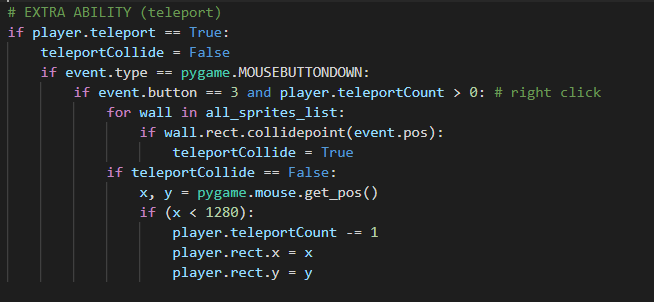 # EXTRA ABILITY (teleport)
if player.teleport == True:
    teleportCollide = False
    if event.type == pygame.MOUSEBUTTONDOWN:
        if event.button == 3 and player.teleportCount > 0: # right click
            for wall in all_sprites_list:
                if wall.rect.collidepoint(event.pos):
                    teleportCollide = True
            if teleportCollide == False:
                x, y = pygame.mouse.get_pos()
                if (x < 1280):
                    player.teleportCount -= 1
                    player.rect.x = x
                    player.rect.y = y